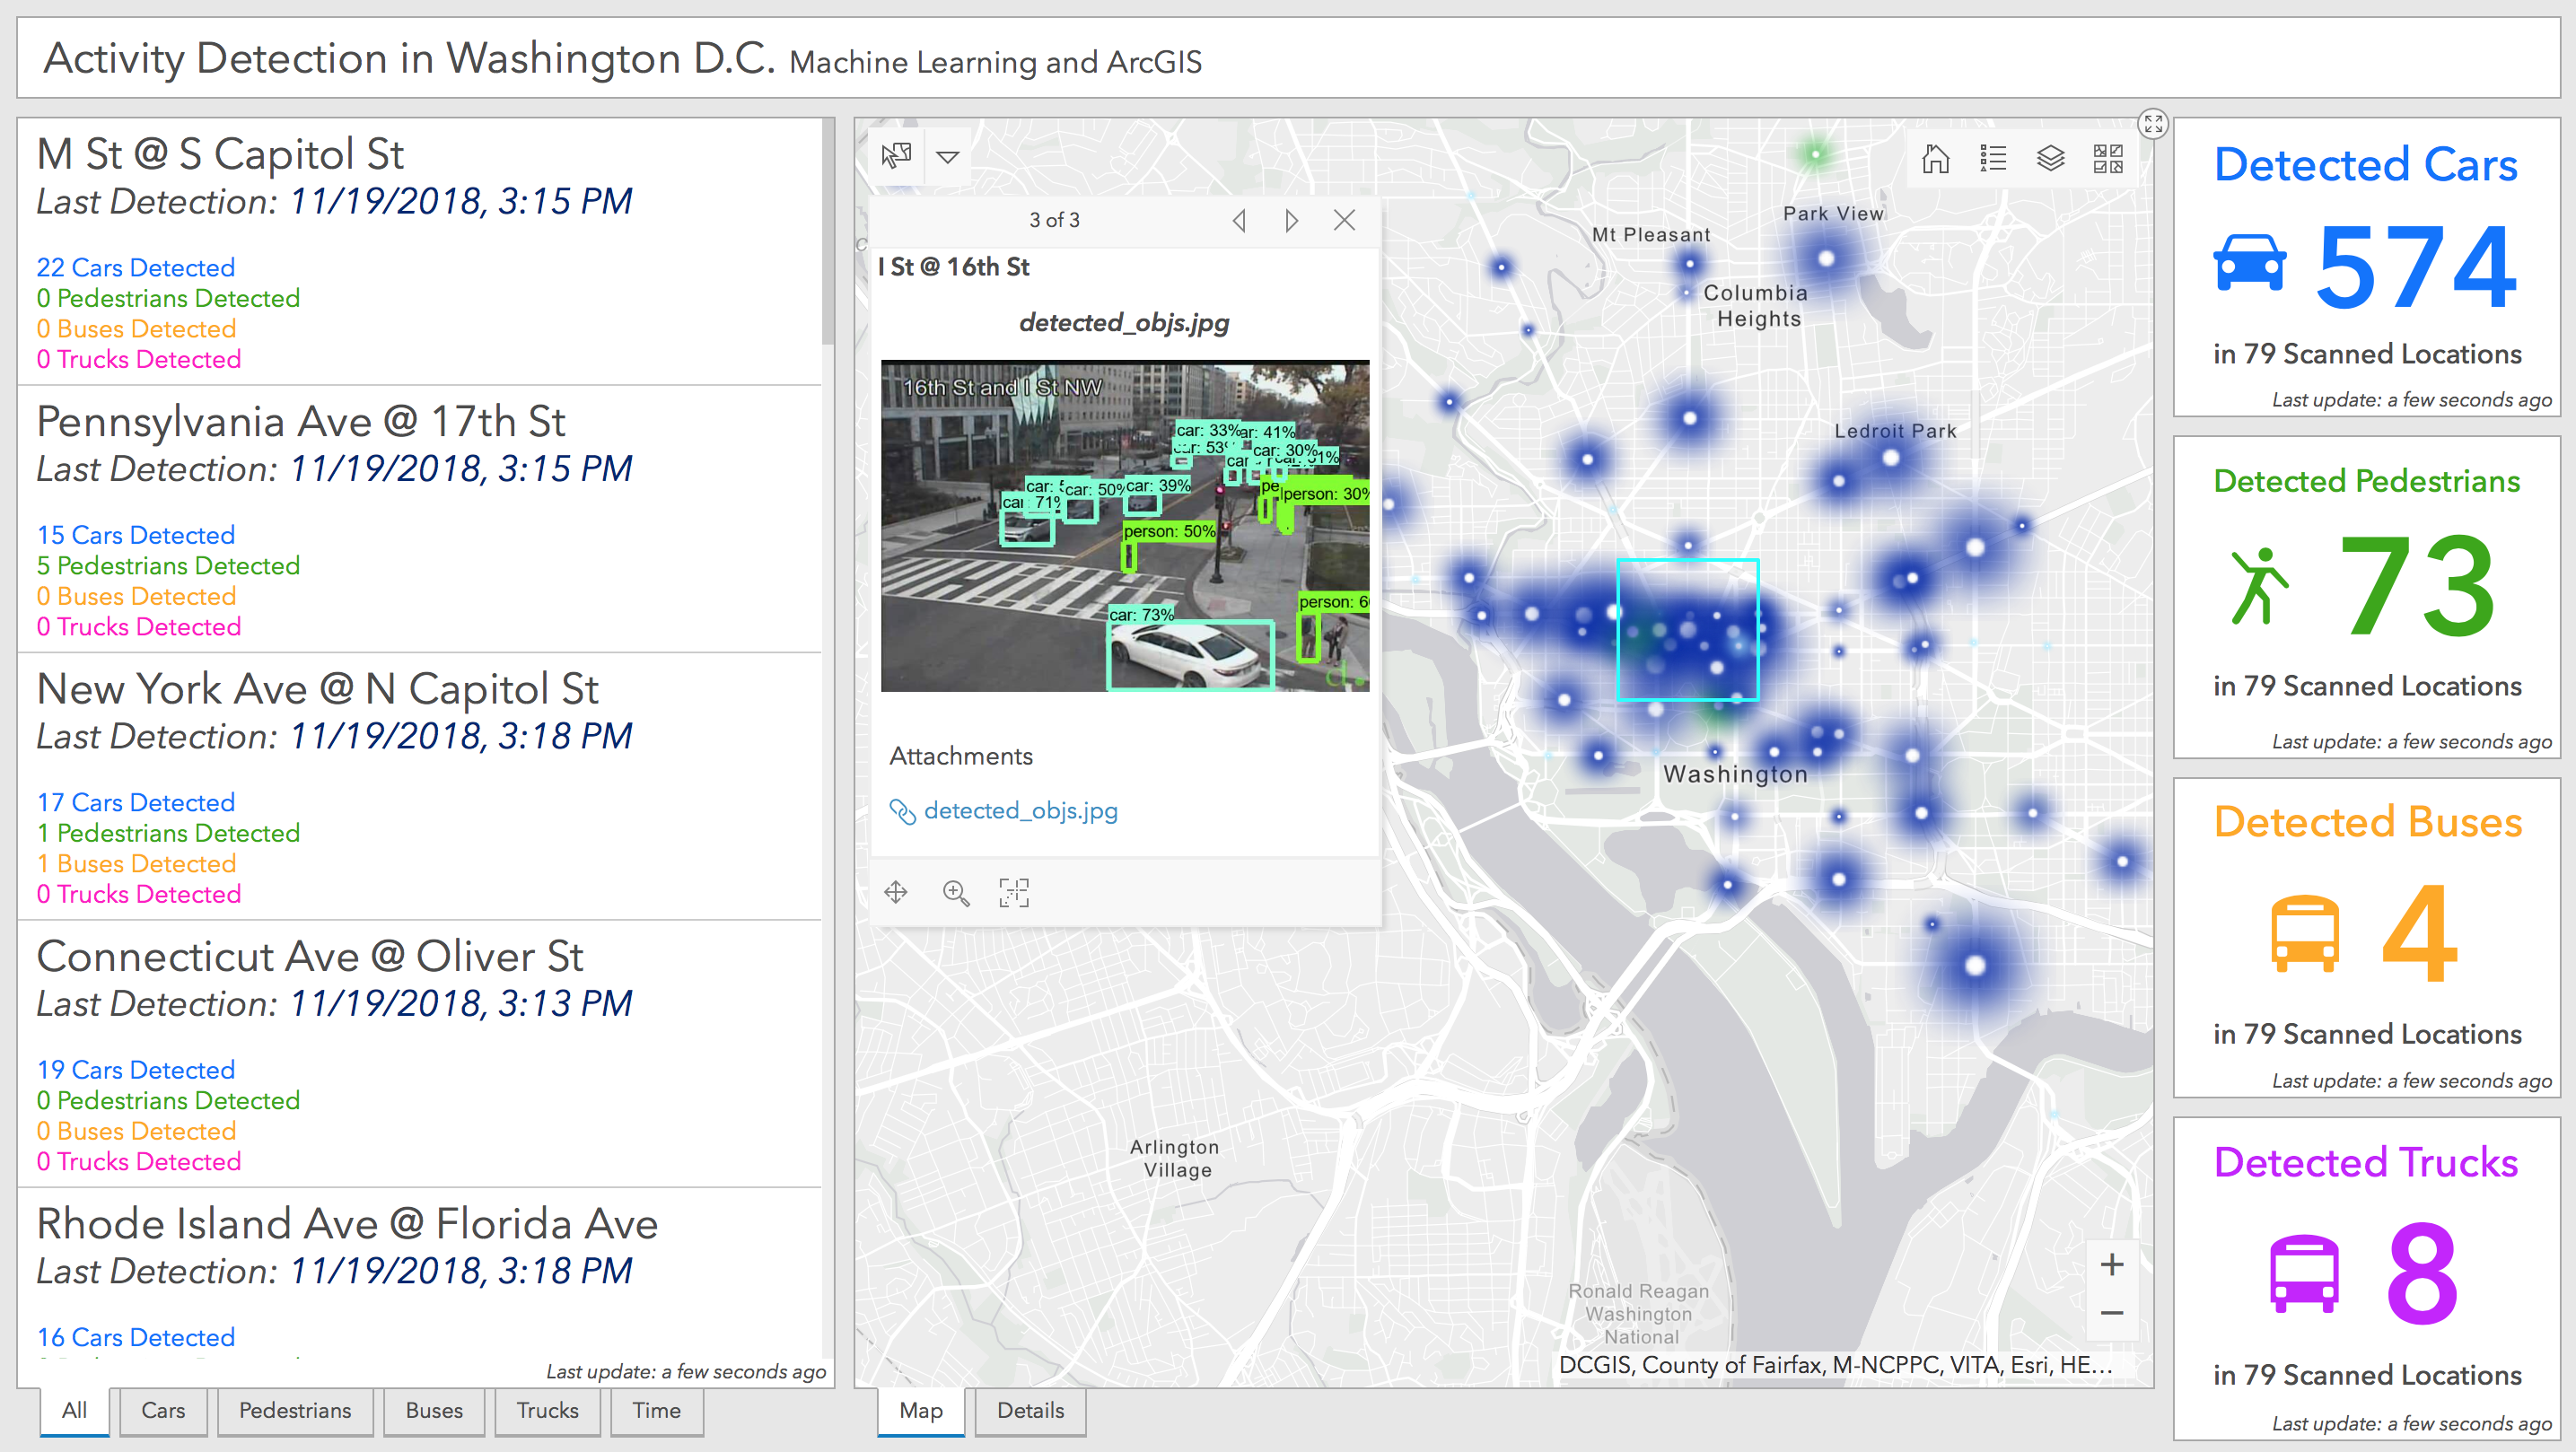 Activity Detection in Washington D.C. Machine Learning and ArcGIS
M St @ S Capitol St
Last Detection: 11/19/2018, 3:15 PM
22 Cars Detected
0 Pedestrians Detected
0 Buses Detected
0 Trucks Detected
Pennsylvania Ave @ 17th St
Last Detection: 11/19/2018, 3:15 PM
15 Cars Detected
5 Pedestrians Detected
0 Buses Detected
0 Trucks Detected
New York Ave @ N Capitol St
Last Detection: 11/19/2018, 3:18 PM
17 Cars Detected
1 Pedestrians Detected
1 Buses Detected
0 Trucks Detected
Connecticut Ave @ Oliver St
Last Detection: 11/19/2018, 3:13 PM
19 Cars Detected
0 Pedestrians Detected
0 Buses Detected
0 Trucks Detected
Rhode Island Ave @ Florida Ave
Last Detection: 11/19/2018, 3:18 PM
16 Cars Detected
Last update: a few seconds ago
All
Cars
Pedestrians
Buses
Trucks
Time
3 of 3
I St @ 16th St
detected_objs.jpg
16th St and I St NW
car: 33%
ar: 41%
car: 30%
car: 50%
car: 39%
car 71%
person: 30%
person: 50%
person: 6
car: 73%
d.
Attachments
detected_objs.jpg
Park View
Mt Pleasant
Columbia
Heights
Ledroit Park
Washington
Arlington
Village
Ronald Reagan
Washington
National
DCGIS, County of Fairfax, M-NCPPC, VITA, Esri, HE...
Map
Details
Detected Cars
574
in 79 Scanned Locations
Last update: a few seconds ago
Detected Pedestrians
73
in 79 Scanned Locations
Last update: a few seconds ago
Detected Buses
4
in 79 Scanned Locations
Last update: a few seconds ago
Detected Trucks
8
in 79 Scanned Locations
Last update: a few seconds ago